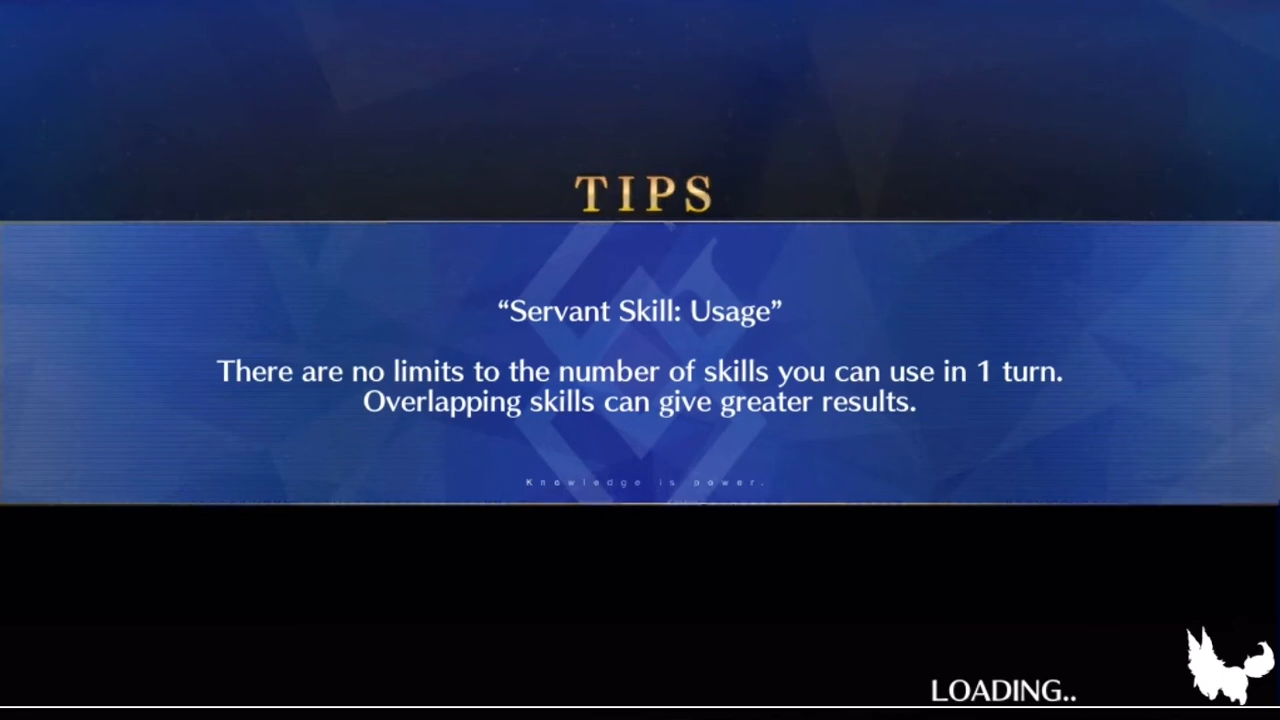 TIPS
“Servant Skill: Usage”
There are no limits to the number of skills you can use in 1 turn.
Overlapping skills can give greater results.
Knowledge is power.
LOADING..